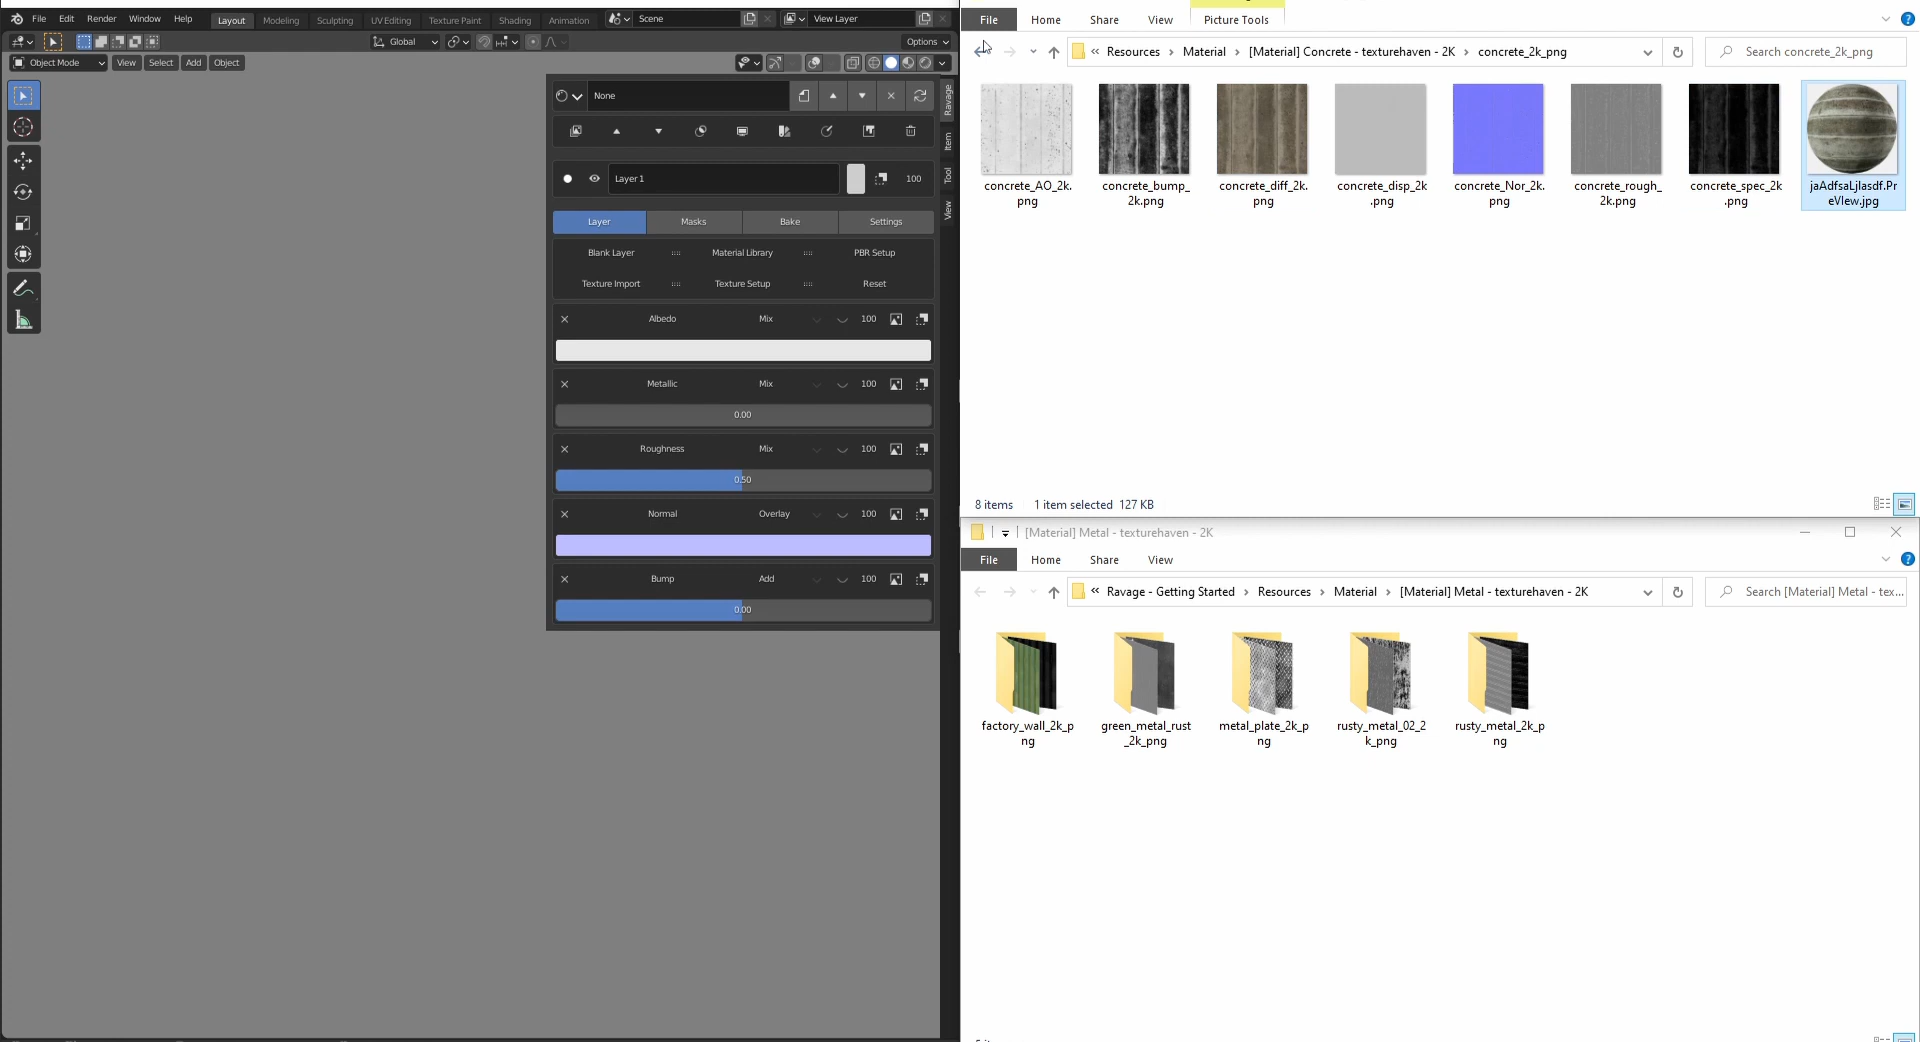 File Edit Render Window Help Layout Modeling Sculpting UV Editing Texture Paint Shading Animation Scene View Layer
Global Options
Object Mode View Select Add Object
None
Layer 1 100
Layer Masks Bake Settings
Blank Layer Material Library PBR Setup
Texture Import Texture Setup Reset
Albedo Mix 100
Metallic Mix 100
0.00
Roughness Mix 100
0.50
Normal Overlay 100
Bump Add 100
0.00
Ravage
Item
Tool
View
File Home Share View Picture Tools
« Resources › Material › [Material] Concrete - texturehaven - 2K › concrete_2k_png Search concrete_2k_png
concrete_AO_2k.
png
concrete_bump_
2k.png
concrete_diff_2k.
png
concrete_disp_2k
.png
concrete_Nor_2k.
png
concrete_rough_
2k.png
concrete_spec_2k
.png
jaAdfsaLjlasdf.Pr
eVIew.jpg
8 items 1 item selected 127 KB
[Material] Metal - texturehaven - 2K
File Home Share View
« Ravage - Getting Started › Resources › Material › [Material] Metal - texturehaven - 2K Search [Material] Metal - tex...
factory_wall_2k_p
ng
green_metal_rust
_2k_png
metal_plate_2k_p
ng
rusty_metal_02_2
k_png
rusty_metal_2k_p
ng